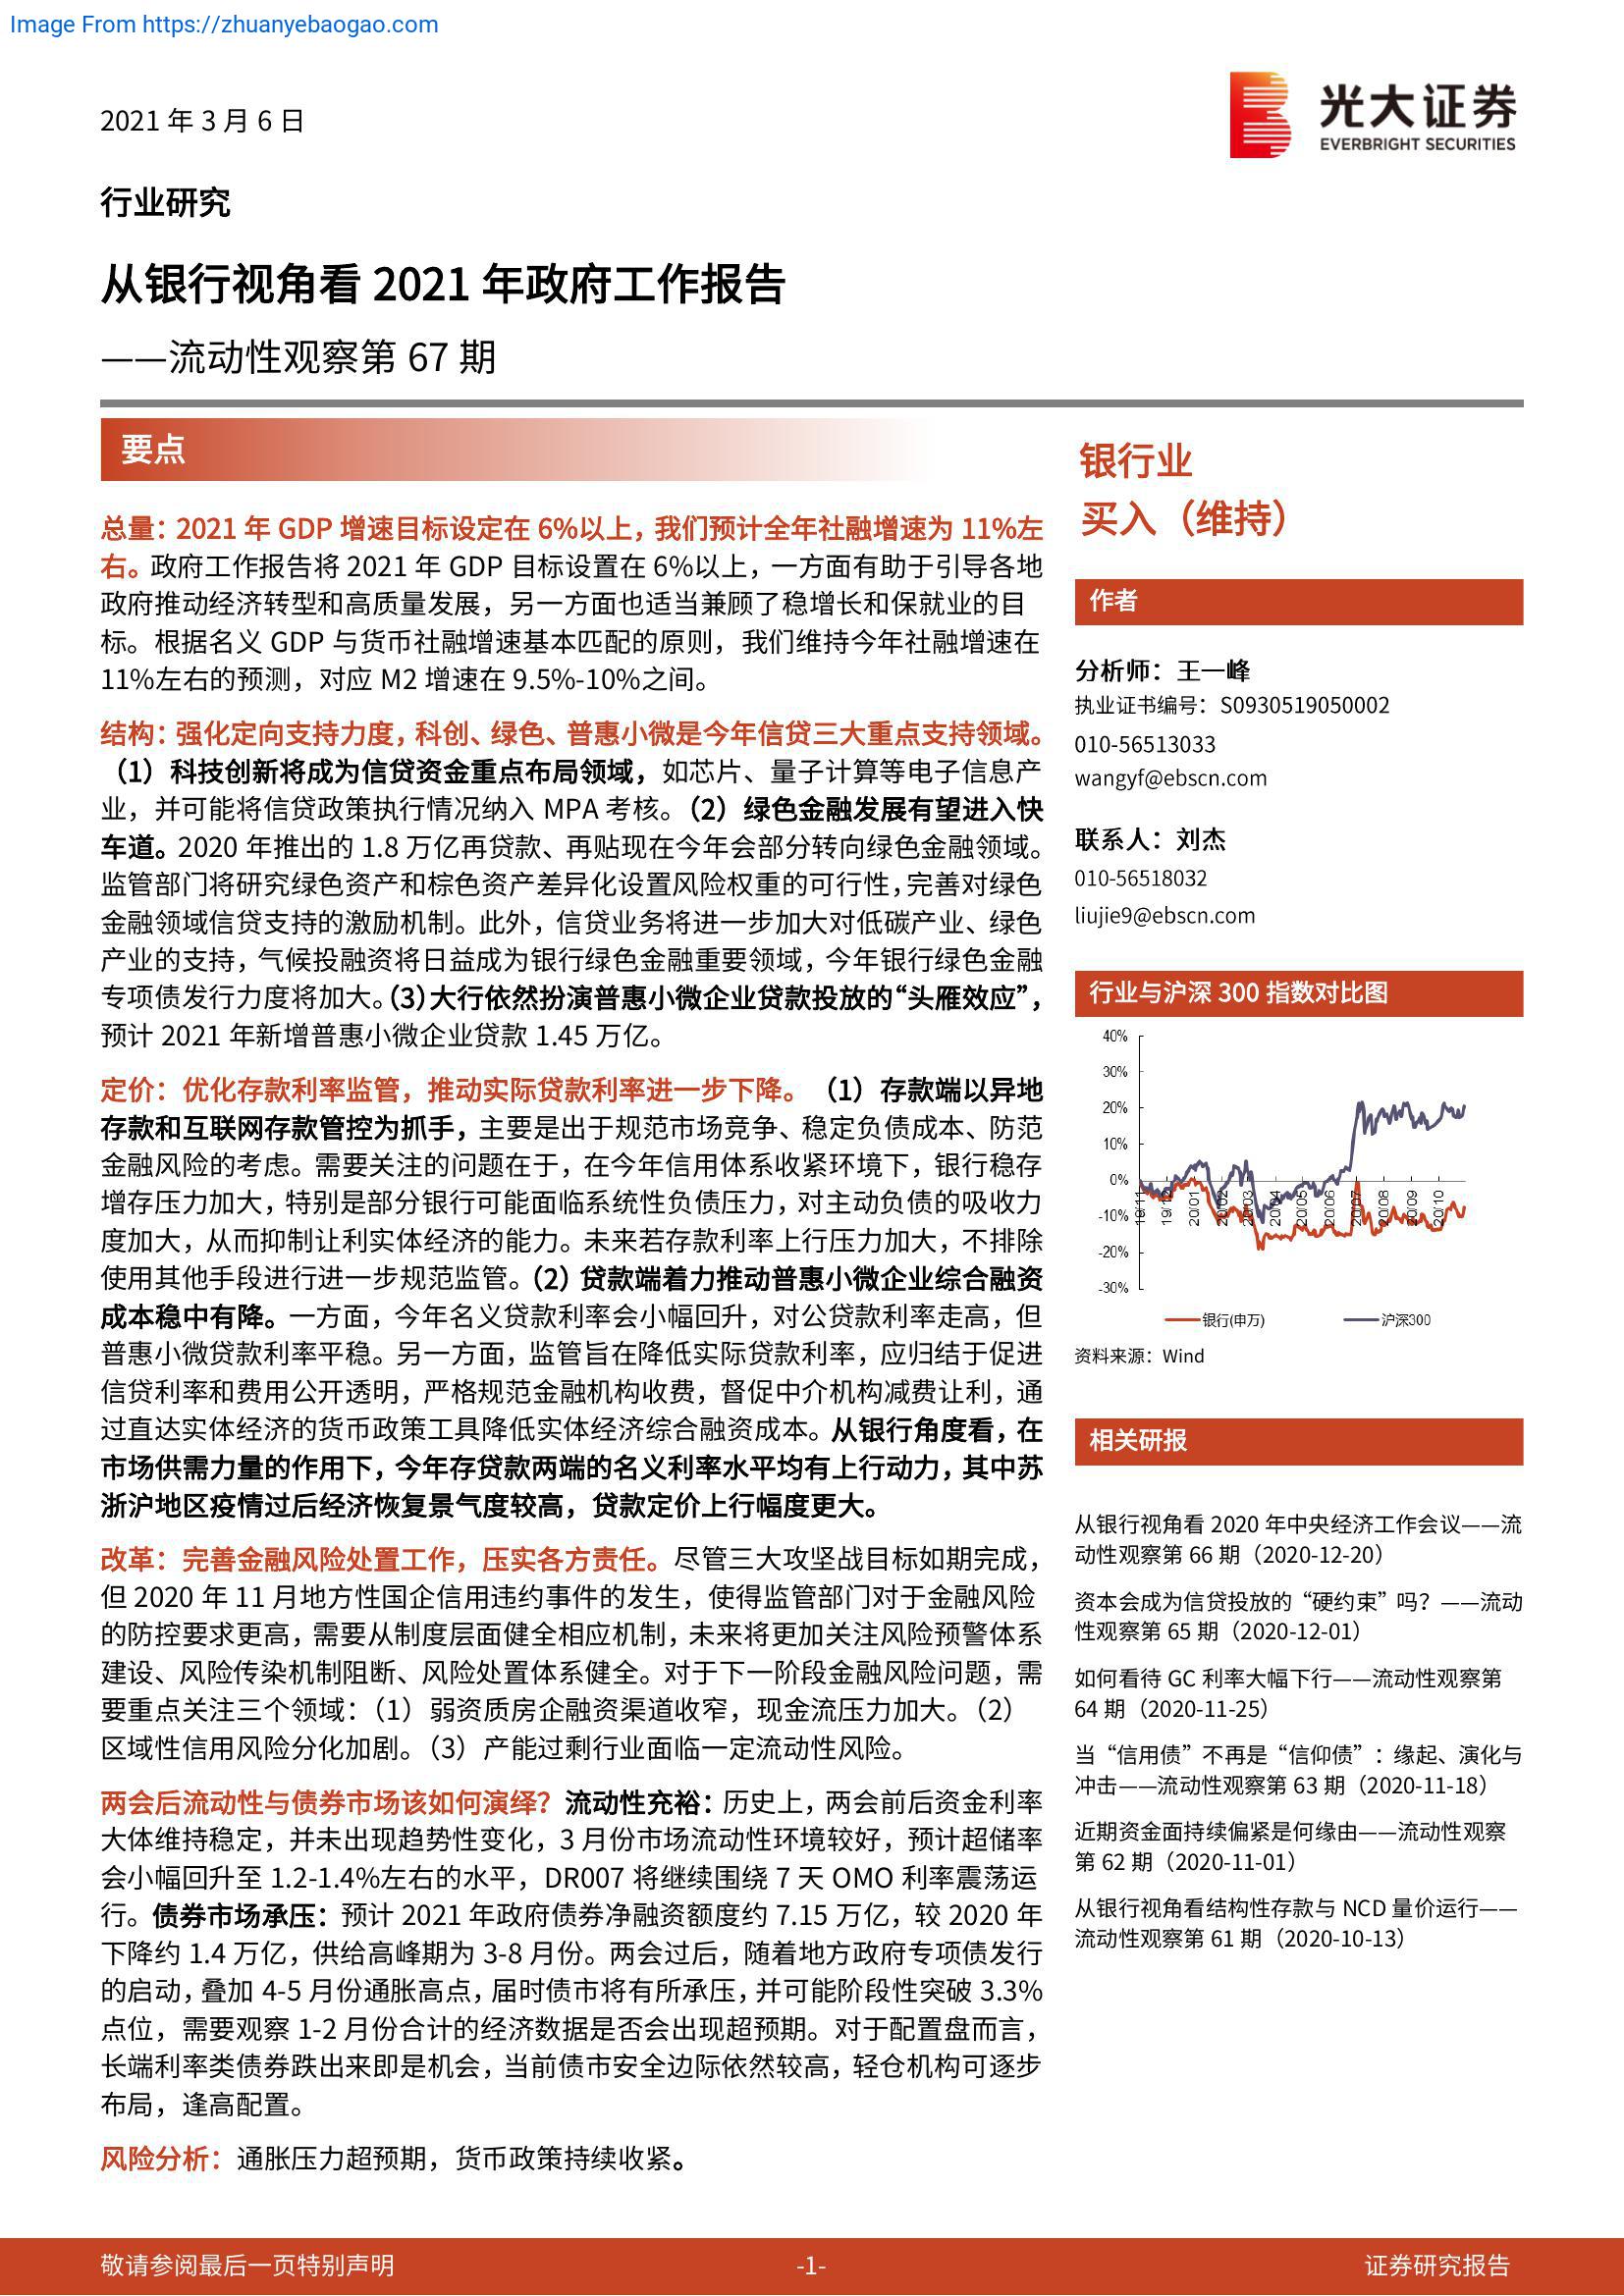 Image From https://zhuanyebaogao.com
2021 年 3 月 6 日
光大证券
EVERBRIGHT SECURITIES
行业研究
从银行视角看 2021 年政府工作报告
——流动性观察第 67 期
要点
总量：2021 年 GDP 增速目标设定在 6%以上，我们预计全年社融增速为 11%左
右。政府工作报告将 2021 年 GDP 目标设置在 6%以上，一方面有助于引导各地
政府推动经济转型和高质量发展，另一方面也适当兼顾了稳增长和保就业的目
标。根据名义 GDP 与货币社融增速基本匹配的原则，我们维持今年社融增速在
11%左右的预测，对应 M2 增速在 9.5%-10%之间。
结构：强化定向支持力度，科创、绿色、普惠小微是今年信贷三大重点支持领域。
（1）科技创新将成为信贷资金重点布局领域，如芯片、量子计算等电子信息产
业，并可能将信贷政策执行情况纳入 MPA 考核。（2）绿色金融发展有望进入快
车道。2020 年推出的 1.8 万亿再贷款、再贴现在今年会部分转向绿色金融领域。
监管部门将研究绿色资产和棕色资产差异化设置风险权重的可行性，完善对绿色
金融领域信贷支持的激励机制。此外，信贷业务将进一步加大对低碳产业、绿色
产业的支持，气候投融资将日益成为银行绿色金融重要领域，今年银行绿色金融
专项债发行力度将加大。（3）大行依然扮演普惠小微企业贷款投放的“头雁效应”，
预计 2021 年新增普惠小微企业贷款 1.45 万亿。
定价：优化存款利率监管，推动实际贷款利率进一步下降。（1）存款端以异地
存款和互联网存款管控为抓手，主要是出于规范市场竞争、稳定负债成本、防范
金融风险的考虑。需要关注的问题在于，在今年信用体系收紧环境下，银行稳存
增存压力加大，特别是部分银行可能面临系统性负债压力，对主动负债的吸收力
度加大，从而抑制让利实体经济的能力。未来若存款利率上行压力加大，不排除
使用其他手段进行进一步规范监管。（2）贷款端着力推动普惠小微企业综合融资
成本稳中有降。一方面，今年名义贷款利率会小幅回升，对公贷款利率走高，但
普惠小微贷款利率平稳。另一方面，监管旨在降低实际贷款利率，应归结于促进
信贷利率和费用公开透明，严格规范金融机构收费，督促中介机构减费让利，通
过直达实体经济的货币政策工具降低实体经济综合融资成本。从银行角度看，在
市场供需力量的作用下，今年存贷款两端的名义利率水平均有上行动力，其中苏
浙沪地区疫情过后经济恢复景气度较高，贷款定价上行幅度更大。
改革：完善金融风险处置工作，压实各方责任。尽管三大攻坚战目标如期完成，
但 2020 年 11 月地方性国企信用违约事件的发生，使得监管部门对于金融风险
的防控要求更高，需要从制度层面健全相应机制，未来将更加关注风险预警体系
建设、风险传染机制阻断、风险处置体系健全。对于下一阶段金融风险问题，需
要重点关注三个领域：（1）弱资质房企融资渠道收窄，现金流压力加大。（2）
区域性信用风险分化加剧。（3）产能过剩行业面临一定流动性风险。
两会后流动性与债券市场该如何演绎？流动性充裕：历史上，两会前后资金利率
大体维持稳定，并未出现趋势性变化，3 月份市场流动性环境较好，预计超储率
会小幅回升至 1.2-1.4%左右的水平，DR007 将继续围绕 7 天 OMO 利率震荡运
行。债券市场承压：预计 2021 年政府债券净融资额度约 7.15 万亿，较 2020 年
下降约 1.4 万亿，供给高峰期为 3-8 月份。两会过后，随着地方政府专项债发行
的启动，叠加 4-5 月份通胀高点，届时债市将有所承压，并可能阶段性突破 3.3%
点位，需要观察 1-2 月份合计的经济数据是否会出现超预期。对于配置盘而言，
长端利率类债券跌出来即是机会，当前债市安全边际依然较高，轻仓机构可逐步
布局，逢高配置。
风险分析：通胀压力超预期，货币政策持续收紧。
银行业
买入（维持）
作者
分析师：王一峰
执业证书编号：S0930519050002
010-56513033
wangyf@ebscn.com
联系人：刘杰
010-56518032
liujie9@ebscn.com
行业与沪深 300 指数对比图
40%
30%
20%
10%
0%
-10%
-20%
-30%
19/11 19/12 20/01 20/02 20/03 20/04 20/05 20/06 20/07 20/08 20/09 20/10
银行(申万) 沪深300
资料来源：Wind
相关研报
从银行视角看 2020 年中央经济工作会议——流
动性观察第 66 期（2020-12-20）
资本会成为信贷投放的“硬约束”吗？——流动
性观察第 65 期（2020-12-01）
如何看待 GC 利率大幅下行——流动性观察第
64 期（2020-11-25）
当“信用债”不再是“信仰债”：缘起、演化与
冲击——流动性观察第 63 期（2020-11-18）
近期资金面持续偏紧是何缘由——流动性观察
第 62 期（2020-11-01）
从银行视角看结构性存款与 NCD 量价运行——
流动性观察第 61 期（2020-10-13）
敬请参阅最后一页特别声明
-1-
证券研究报告